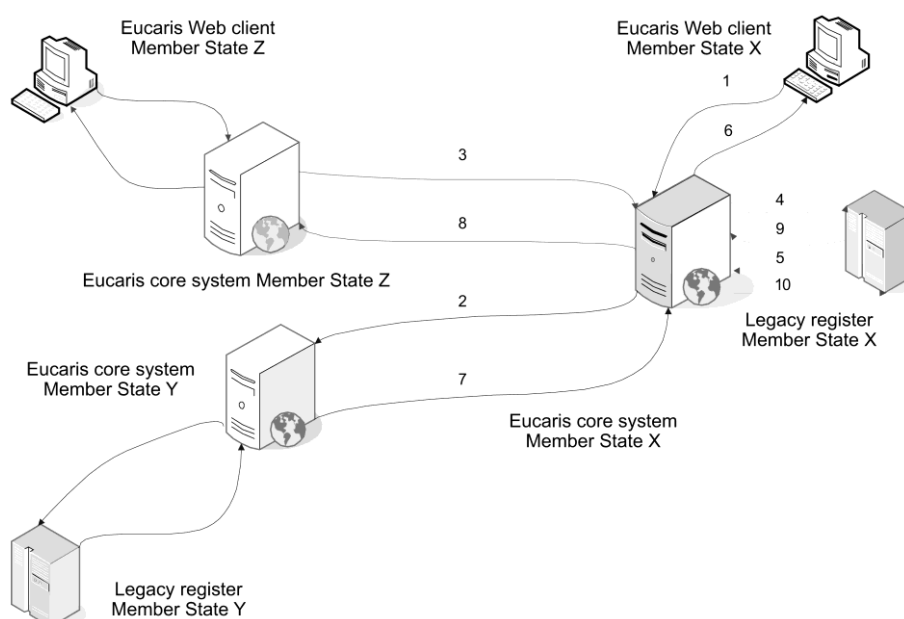 Eucaris Web client
Member State Z
Eucaris Web client
Member State X
1
6
3
4
8
9
5
10
Eucaris core system Member State Z
2
Legacy register
Member State X
Eucaris core system
Member State Y
7
Eucaris core system
Member State X
Legacy register
Member State Y